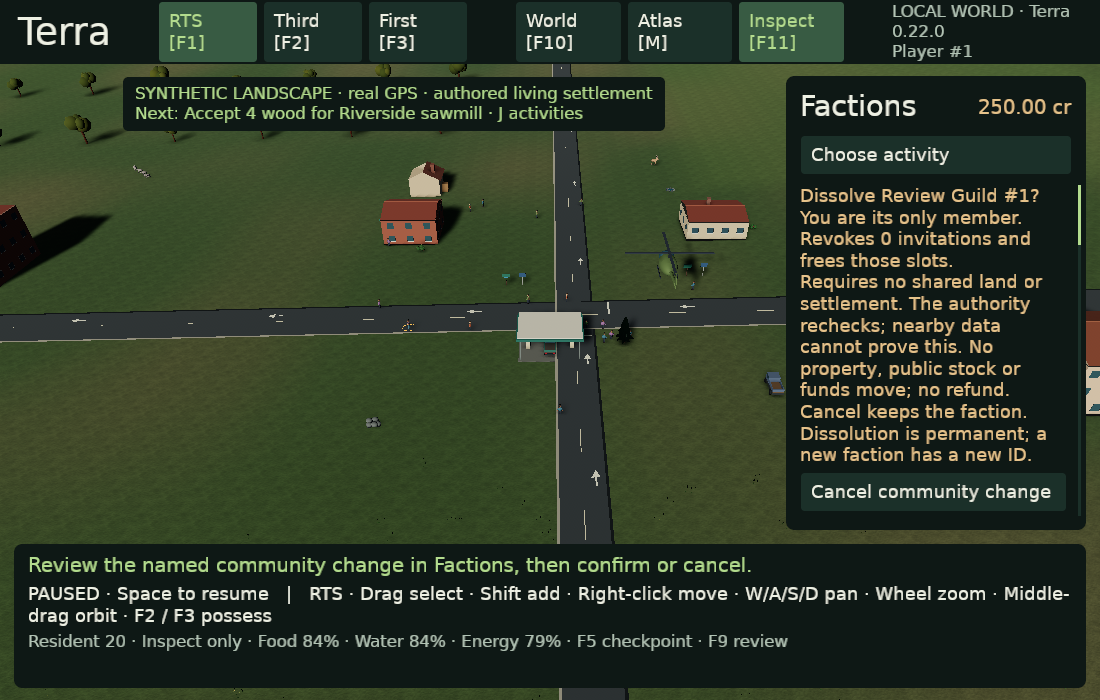 Terra
RTS
[F1]
Third
[F2]
First
[F3]
World
[F10]
Atlas
[M]
Inspect
[F11]
LOCAL WORLD · Terra
0.22.0
Player #1
SYNTHETIC LANDSCAPE · real GPS · authored living settlement
Next: Accept 4 wood for Riverside sawmill · J activities
Factions
250.00 cr
Choose activity
Dissolve Review Guild #1?
You are its only member.
Revokes 0 invitations and
frees those slots.
Requires no shared land or
settlement. The authority
rechecks; nearby data
cannot prove this. No
property, public stock or
funds move; no refund.
Cancel keeps the faction.
Dissolution is permanent; a
new faction has a new ID.
Cancel community change
Review the named community change in Factions, then confirm or cancel.
PAUSED · Space to resume | RTS · Drag select · Shift add · Right-click move · W/A/S/D pan · Wheel zoom · Middle-
drag orbit · F2 / F3 possess
Resident 20 · Inspect only · Food 84% · Water 84% · Energy 79% · F5 checkpoint · F9 review